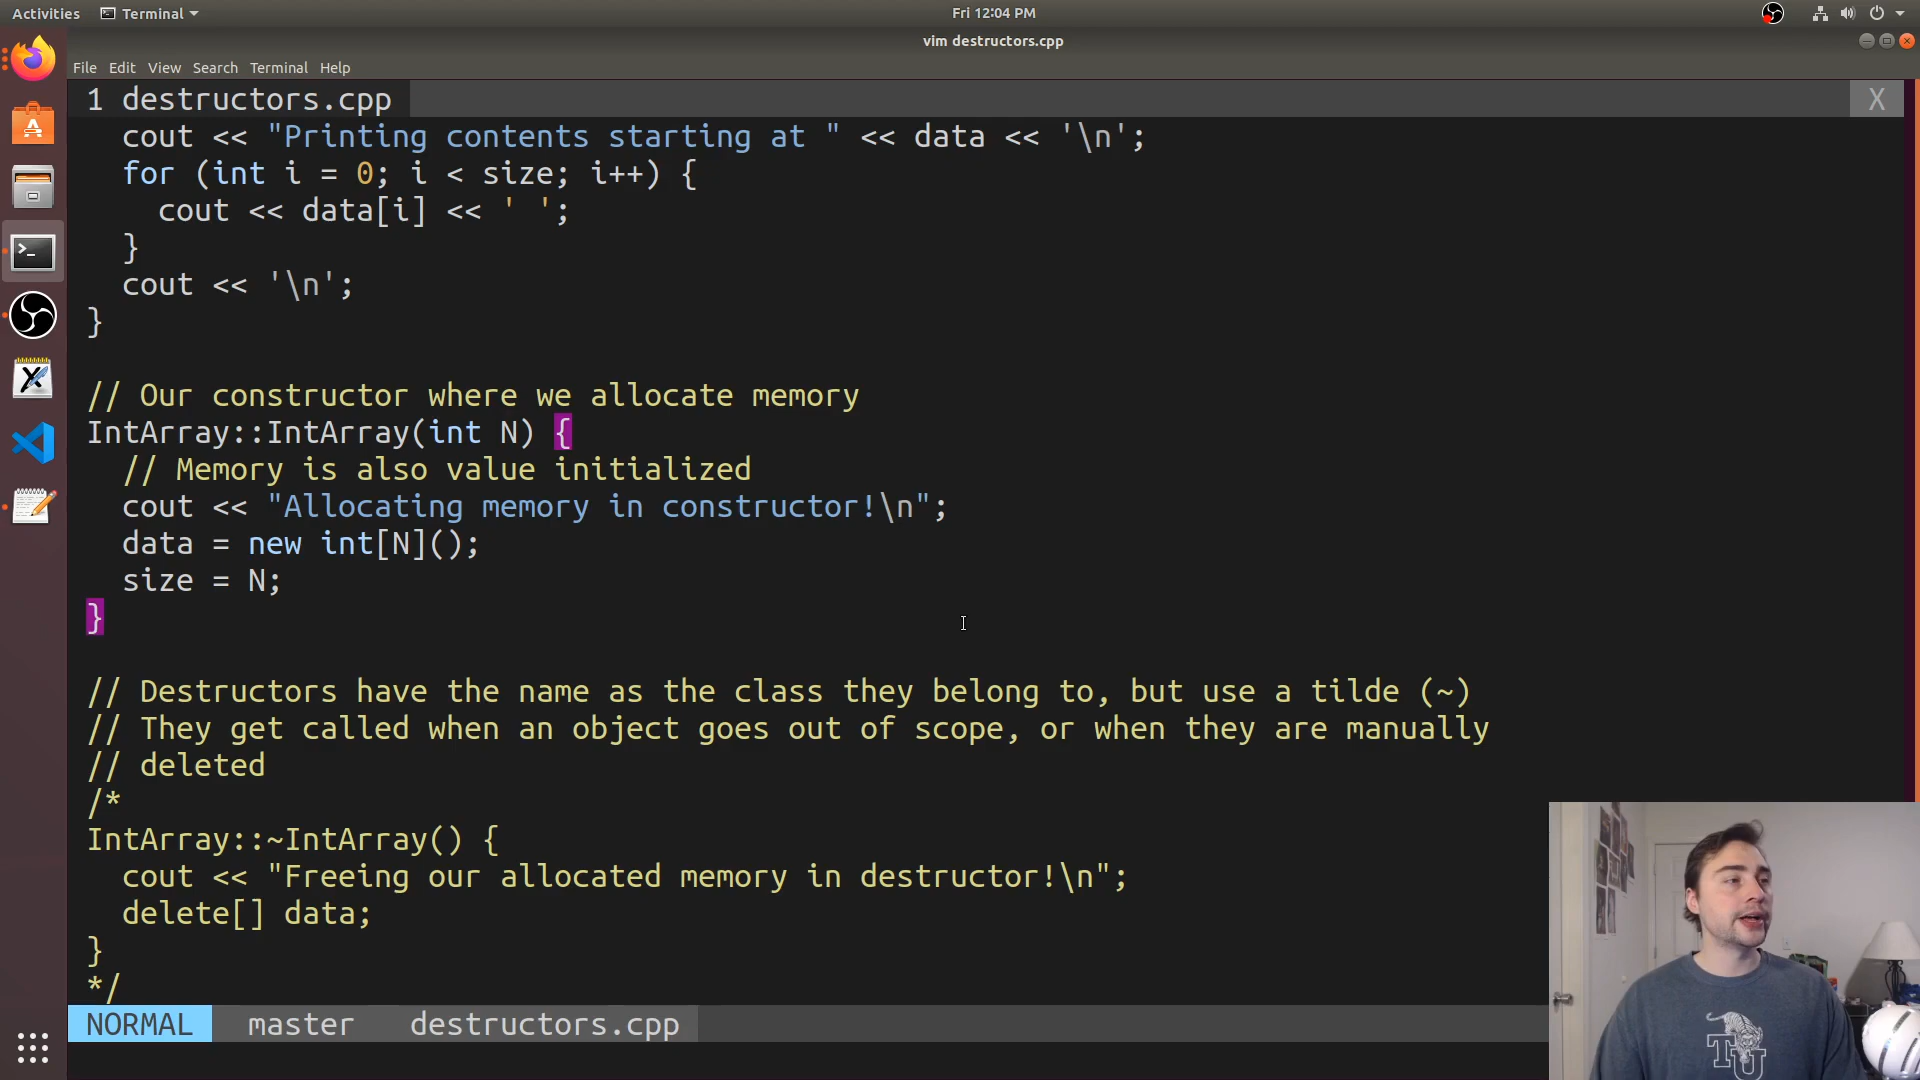 Activities Terminal Fri 12:04 PM
vim destructors.cpp
File Edit View Search Terminal Help
1 destructors.cpp X
cout << "Printing contents starting at " << data << '\n';
for (int i = 0; i < size; i++) {
cout << data[i] << ' ';
}
cout << '\n';
}
// Our constructor where we allocate memory
IntArray::IntArray(int N) {
// Memory is also value initialized
cout << "Allocating memory in constructor!\n";
data = new int[N]();
size = N;
}
// Destructors have the name as the class they belong to, but use a tilde (~)
// They get called when an object goes out of scope, or when they are manually
// deleted
/*
IntArray::~IntArray() {
cout << "Freeing our allocated memory in destructor!\n";
delete[] data;
}
*/
NORMAL master destructors.cpp
TU